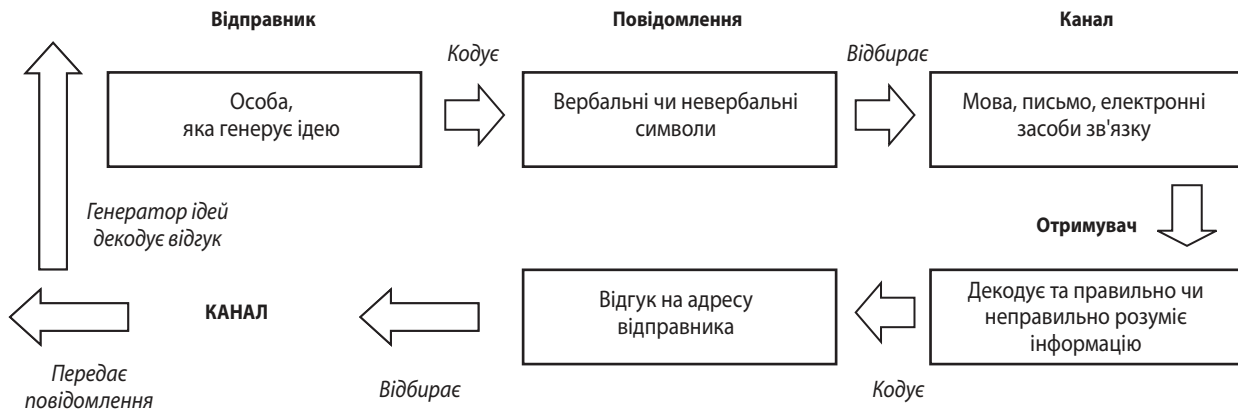 Відправник
Повідомлення
Канал
Кодує
Відбирає
Особа,
яка генерує ідею
Вербальні чи невербальні
символи
Мова, письмо, електронні
засоби зв'язку
Генератор ідей
декодує відгук
Отримувач
КАНАЛ
Відгук на адресу
відправника
Декодує та правильно чи
неправильно розуміє
інформацію
Передає
повідомлення
Відбирає
Кодує